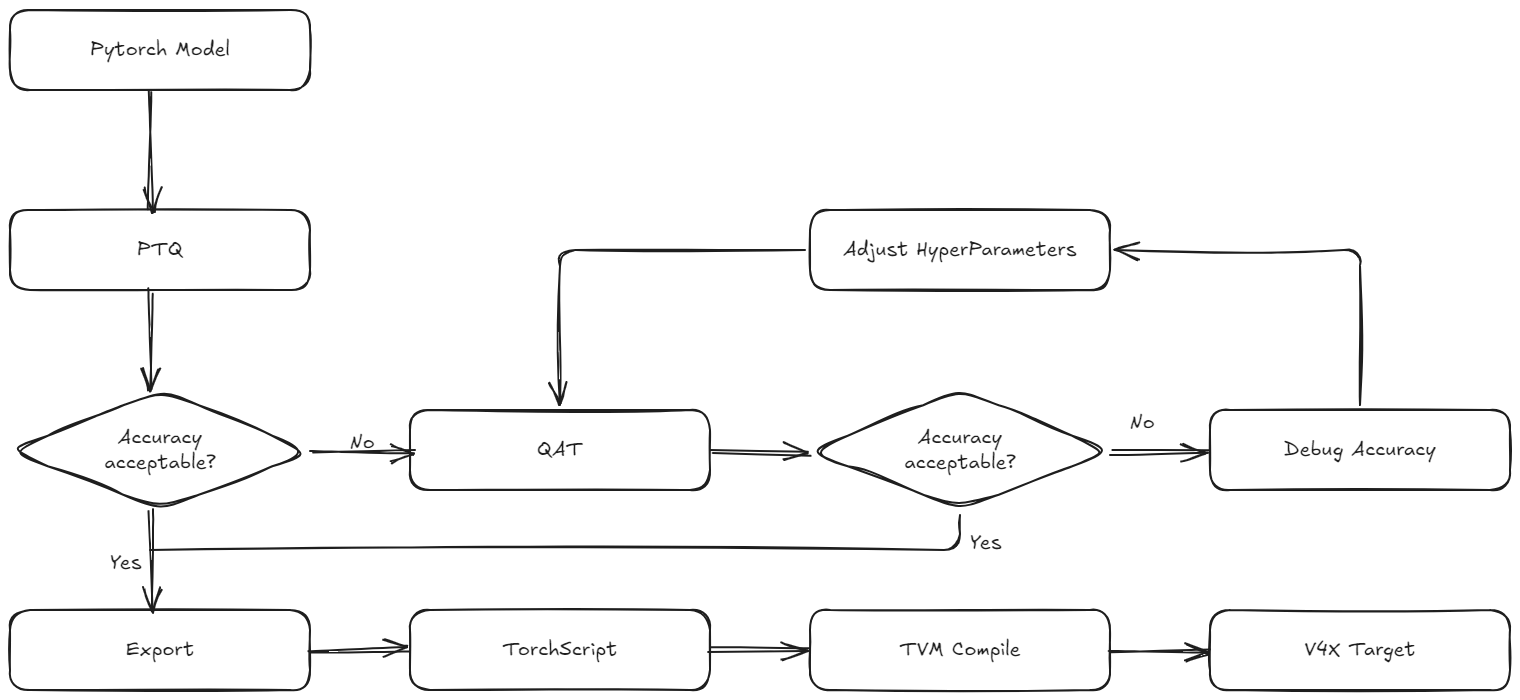 Pytorch Model
PTQ
Adjust HyperParameters
Accuracy
acceptable?
No
QAT
Accuracy
acceptable?
No
Debug Accuracy
Yes
Yes
Export
TorchScript
TVM Compile
V4X Target